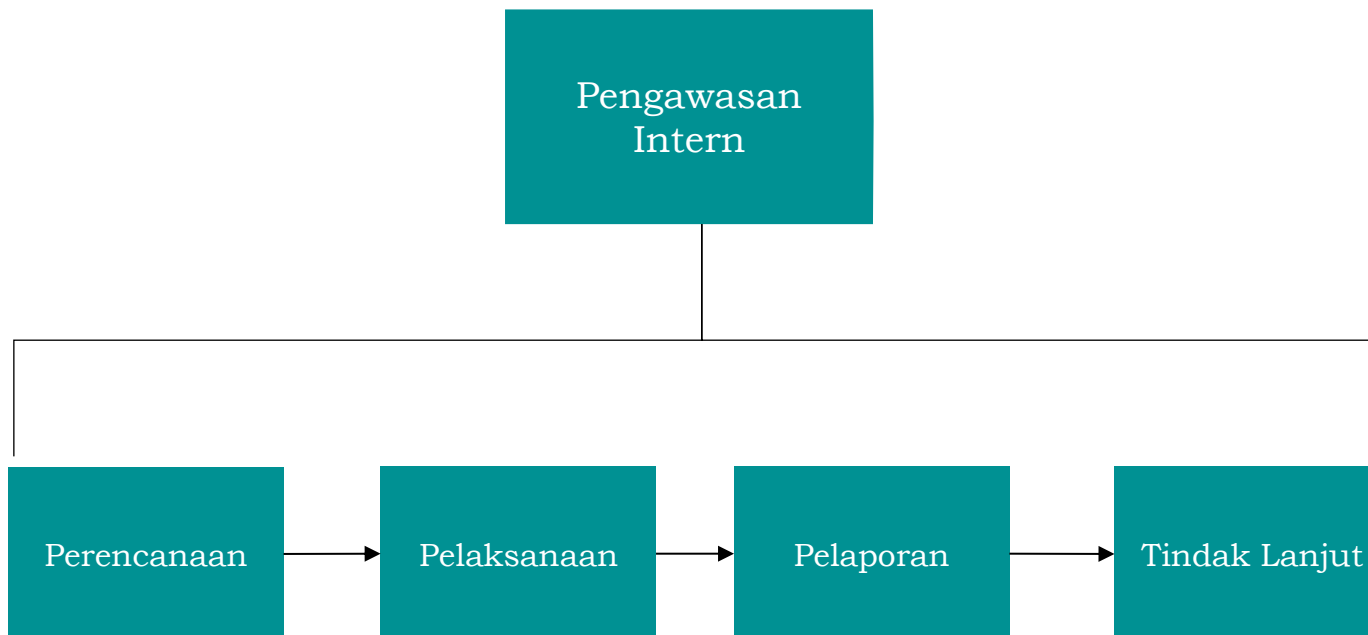 Pengawasan
Intern
Perencanaan
Pelaksanaan
Pelaporan
Tindak Lanjut